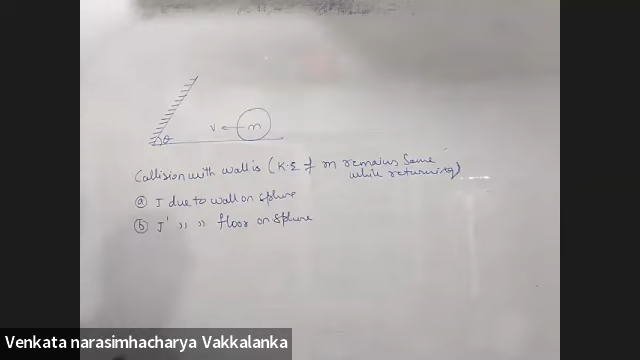 θ
V
m
Collision with wall is (K.E of m remains same
while returning)
(a) J due to wall on sphere
(b) J' " " floor on sphere
Venkata narasimhacharya Vakkalanka